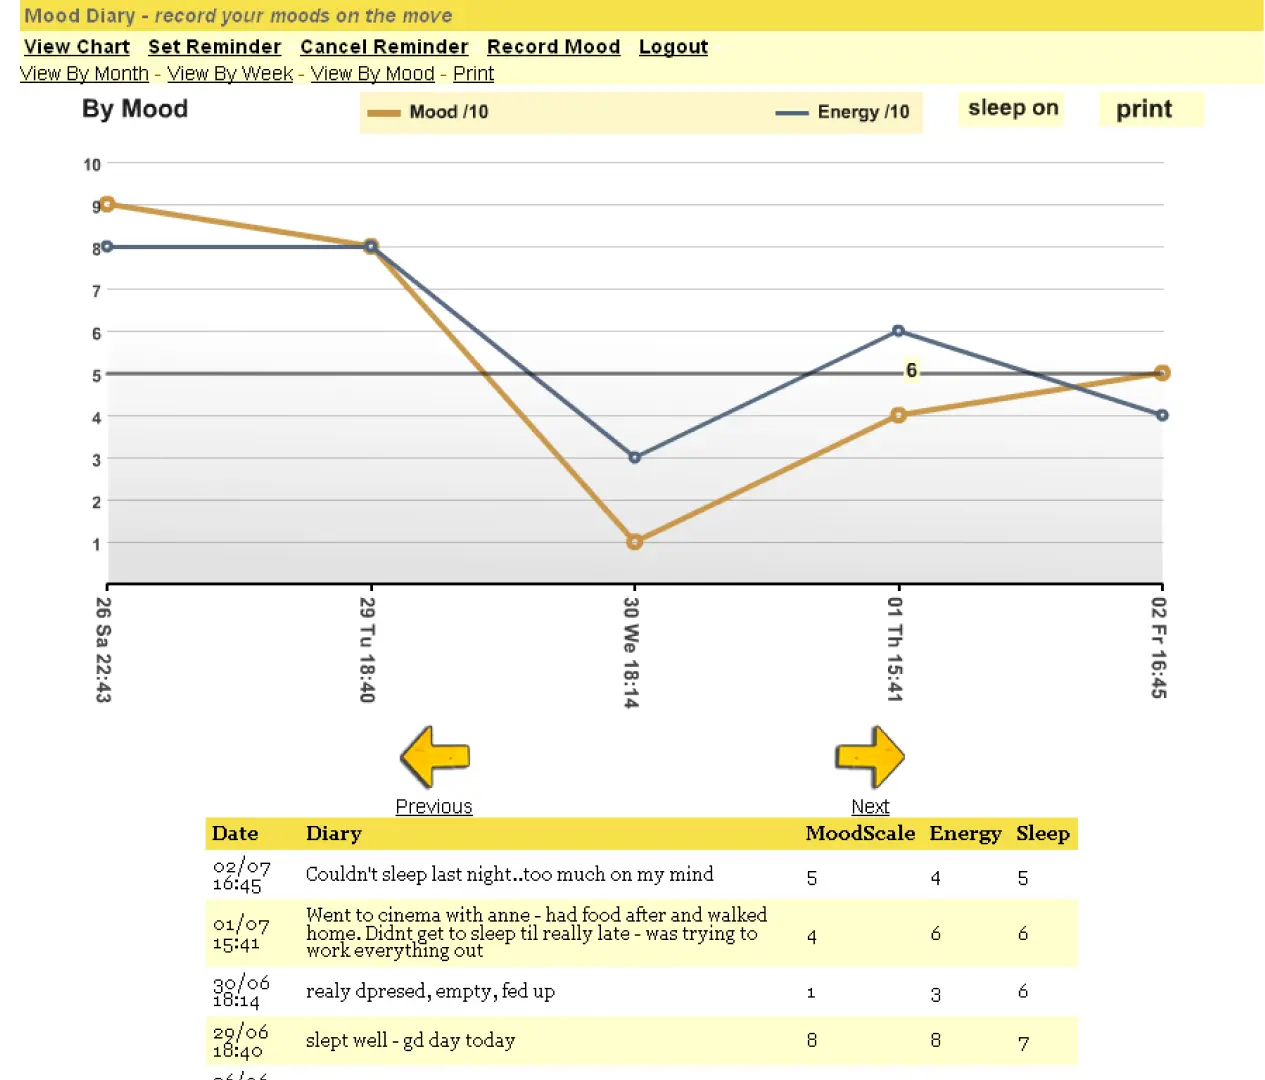 Mood Diary - record your moods on the move
View Chart Set Reminder Cancel Reminder Record Mood Logout
View By Month - View By Week - View By Mood - Print
By Mood Mood /10 Energy /10 sleep on print
10
9
8
7
6
5 6
4
3
2
1
26 Sa 22:43 29 Tu 18:40 30 We 18:14 01 Th 15:41 02 Fr 16:45
Previous Next
Date Diary MoodScale Energy Sleep
02/07
16:45
Couldn't sleep last night..too much on my mind 5 4 5
01/07
15:41
Went to cinema with anne - had food after and walked
home. Didnt get to sleep til really late - was trying to
work everything out
4 6 6
30/06
18:14
realy dpresed, empty, fed up 1 3 6
29/06
18:40
slept well - gd day today 8 8 7